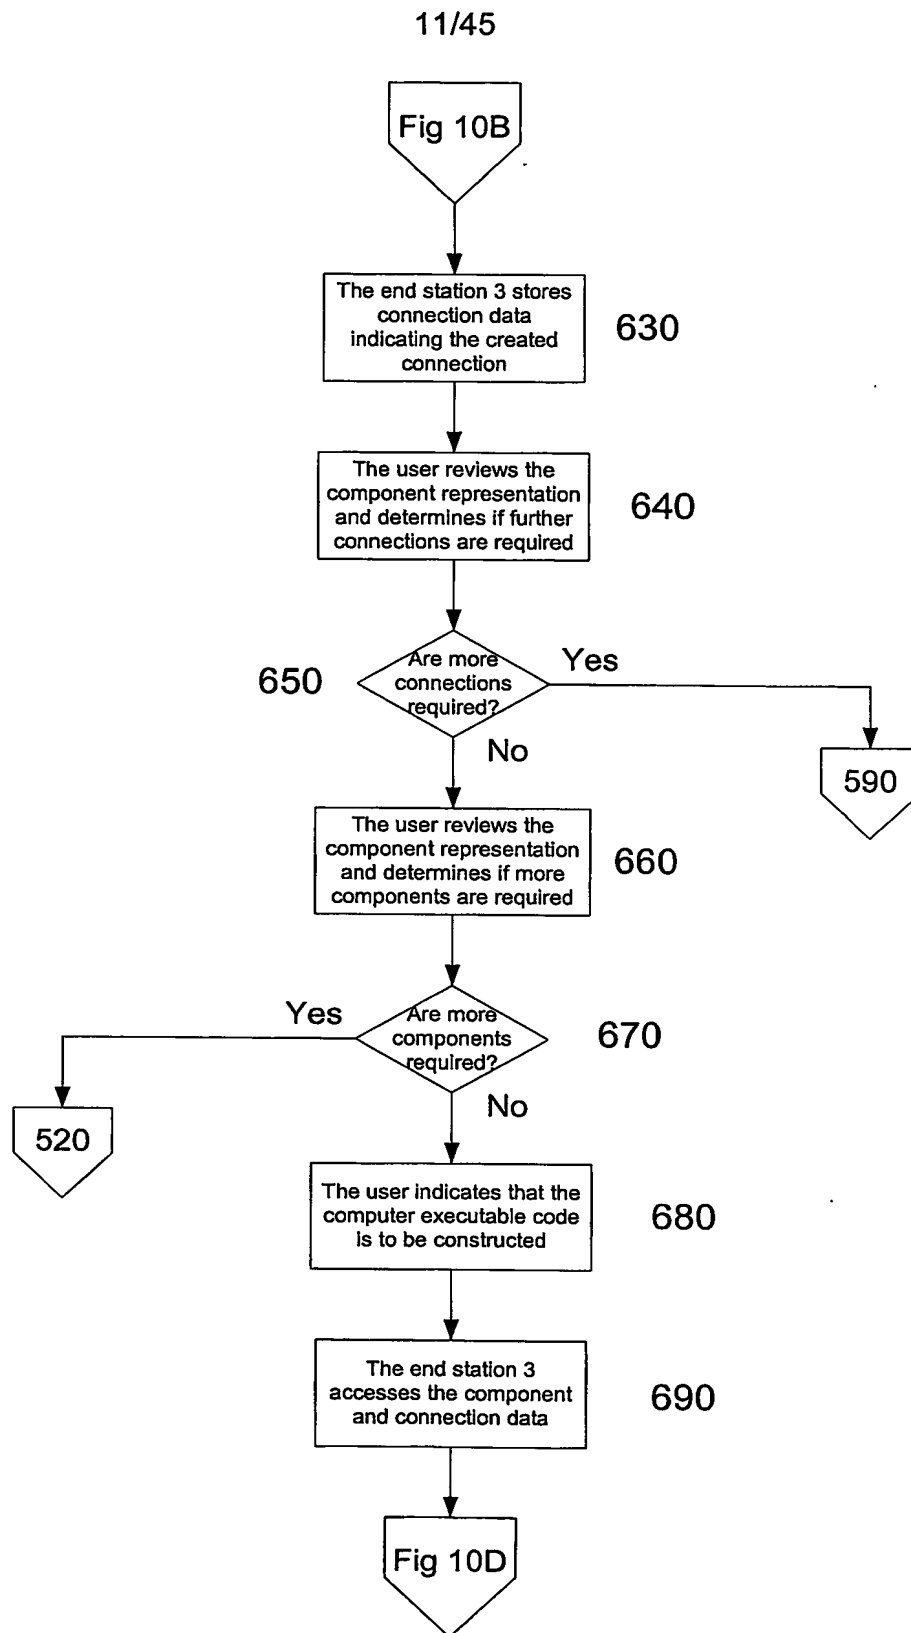 11/45
Fig 10B
The end station 3 stores
connection data
indicating the created
connection
630
The user reviews the
component representation
and determines if further
connections are required
640
650
Are more
connections
required?
Yes
No
590
The user reviews the
component representation
and determines if more
components are required
660
Yes
Are more
components
required?
670
No
520
The user indicates that the
computer executable code
is to be constructed
680
The end station 3
accesses the component
and connection data
690
Fig 10D